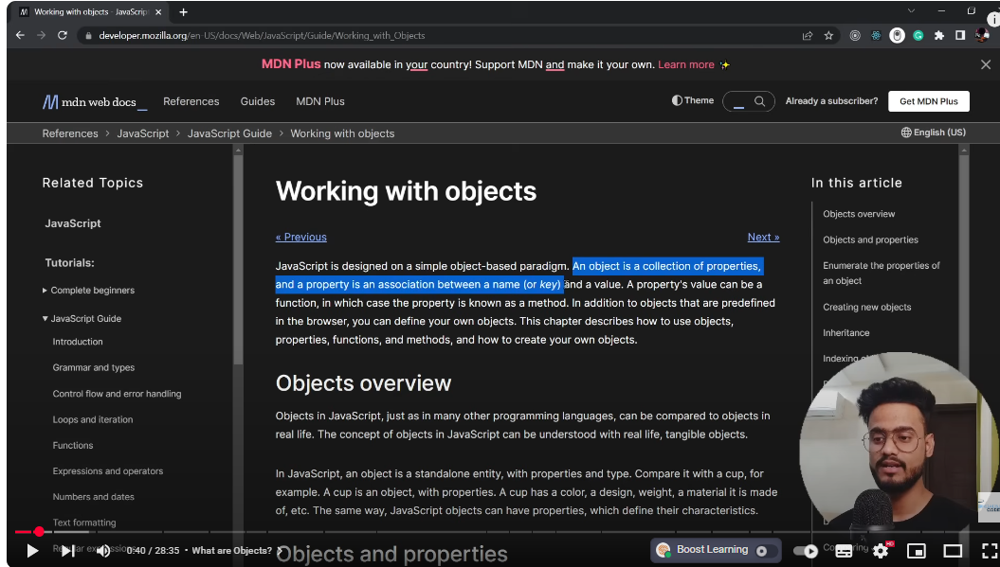 Working with objects - JavaScrip
developer.mozilla.org/en-US/docs/Web/JavaScript/Guide/Working_with_Objects
MDN Plus now available in your country! Support MDN and make it your own. Learn more ✨
mdn web docs_
References
Guides
MDN Plus
Theme
Already a subscriber?
Get MDN Plus
References > JavaScript > JavaScript Guide > Working with objects
English (US)
Related Topics
JavaScript
Tutorials:
Complete beginners
JavaScript Guide
Introduction
Grammar and types
Control flow and error handling
Loops and iteration
Functions
Expressions and operators
Numbers and dates
Text formatting
Working with objects
« Previous
Next »
JavaScript is designed on a simple object-based paradigm. An object is a collection of properties,
and a property is an association between a name (or key) and a value. A property's value can be a
function, in which case the property is known as a method. In addition to objects that are predefined
in the browser, you can define your own objects. This chapter describes how to use objects,
properties, functions, and methods, and how to create your own objects.
Objects overview
Objects in JavaScript, just as in many other programming languages, can be compared to objects in
real life. The concept of objects in JavaScript can be understood with real life, tangible objects.
In JavaScript, an object is a standalone entity, with properties and type. Compare it with a cup, for
example. A cup is an object, with properties. A cup has a color, a design, weight, a material it is made
of, etc. The same way, JavaScript objects can have properties, which define their characteristics.
Objects and properties
In this article
Objects overview
Objects and properties
Enumerate the properties of
an object
Creating new objects
Inheritance
Indexing
0:40 / 28:35 • What are Objects? >
Boost Learning
HD